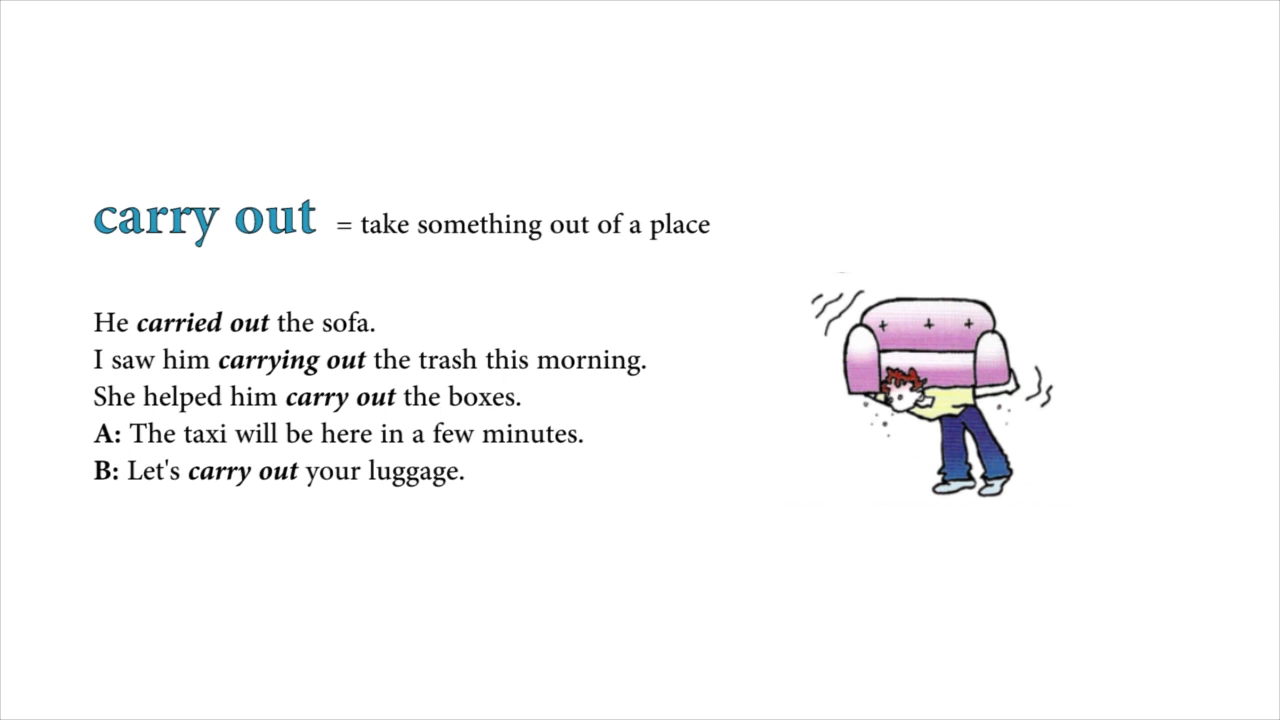 carry out = take something out of a place
He carried out the sofa.
I saw him carrying out the trash this morning.
She helped him carry out the boxes.
A: The taxi will be here in a few minutes.
B: Let's carry out your luggage.